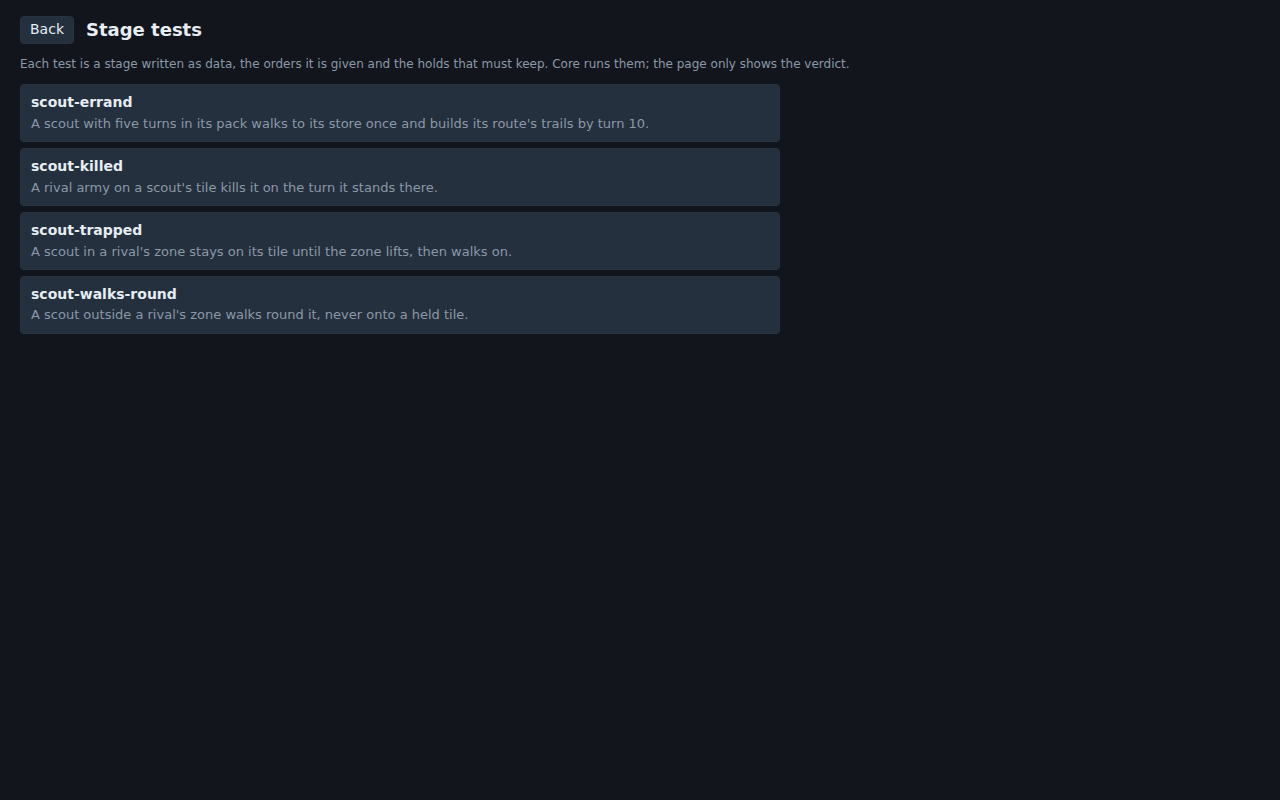 Back
Stage tests
Each test is a stage written as data, the orders it is given and the holds that must keep. Core runs them; the page only shows the verdict.
scout-errand
A scout with five turns in its pack walks to its store once and builds its route's trails by turn 10.
scout-killed
A rival army on a scout's tile kills it on the turn it stands there.
scout-trapped
A scout in a rival's zone stays on its tile until the zone lifts, then walks on.
scout-walks-round
A scout outside a rival's zone walks round it, never onto a held tile.